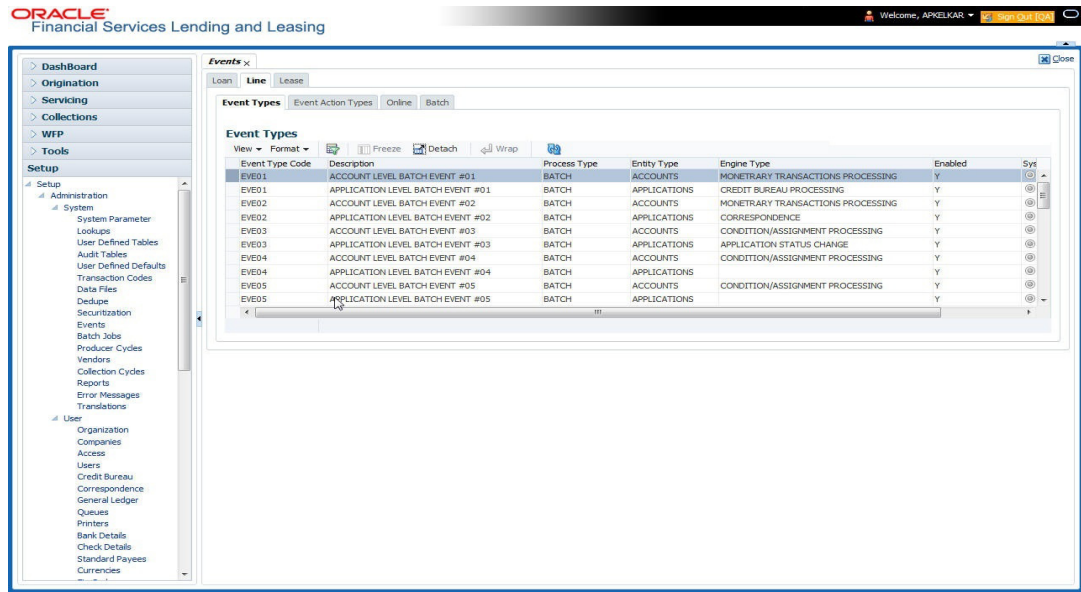 ORACLE
Financial Services Lending and Leasing
Welcome, APKELKAR
Sign Out [QA]
DashBoard
Origination
Servicing
Collections
WFP
Tools
Setup
Setup
Administration
System
System Parameter
Lookups
User Defined Tables
Audit Tables
User Defined Defaults
Transaction Codes
Data Files
Dedupe
Securitization
Events
Batch Jobs
Producer Cycles
Vendors
Collection Cycles
Reports
Error Messages
Translations
User
Organization
Companies
Access
Users
Credit Bureau
Correspondence
General Ledger
Queues
Printers
Bank Details
Check Details
Standard Payees
Currencies
Events
Close
Loan Line Lease
Event Types Event Action Types Online Batch
Event Types
View Format Freeze Detach Wrap
Event Type Code Description Process Type Entity Type Engine Type Enabled Sys
EVE01 ACCOUNT LEVEL BATCH EVENT #01 BATCH ACCOUNTS MONETRARY TRANSACTIONS PROCESSING Y
EVE01 APPLICATION LEVEL BATCH EVENT #01 BATCH APPLICATIONS CREDIT BUREAU PROCESSING Y
EVE02 ACCOUNT LEVEL BATCH EVENT #02 BATCH ACCOUNTS MONETRARY TRANSACTIONS PROCESSING Y
EVE02 APPLICATION LEVEL BATCH EVENT #02 BATCH APPLICATIONS CORRESPONDENCE Y
EVE03 ACCOUNT LEVEL BATCH EVENT #03 BATCH ACCOUNTS CONDITION/ASSIGNMENT PROCESSING Y
EVE03 APPLICATION LEVEL BATCH EVENT #03 BATCH APPLICATIONS APPLICATION STATUS CHANGE Y
EVE04 ACCOUNT LEVEL BATCH EVENT #04 BATCH ACCOUNTS CONDITION/ASSIGNMENT PROCESSING Y
EVE04 APPLICATION LEVEL BATCH EVENT #04 BATCH APPLICATIONS Y
EVE05 ACCOUNT LEVEL BATCH EVENT #05 BATCH ACCOUNTS CONDITION/ASSIGNMENT PROCESSING Y
EVE05 APPLICATION LEVEL BATCH EVENT #05 BATCH APPLICATIONS Y